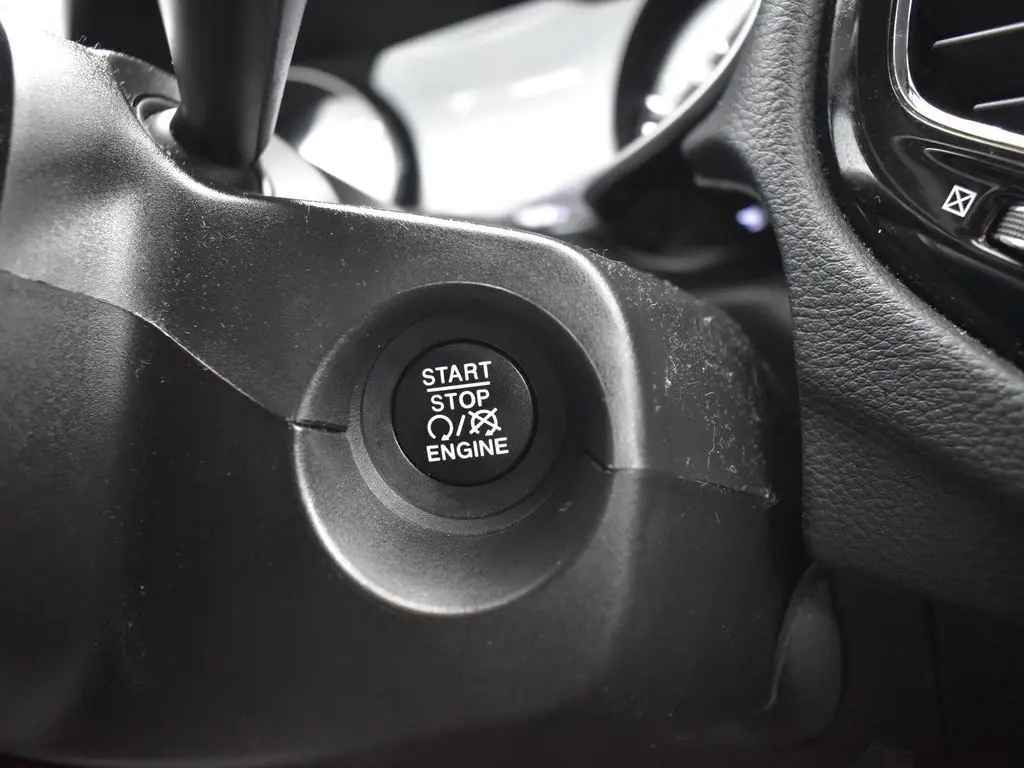 START
STOP
/
ENGINE